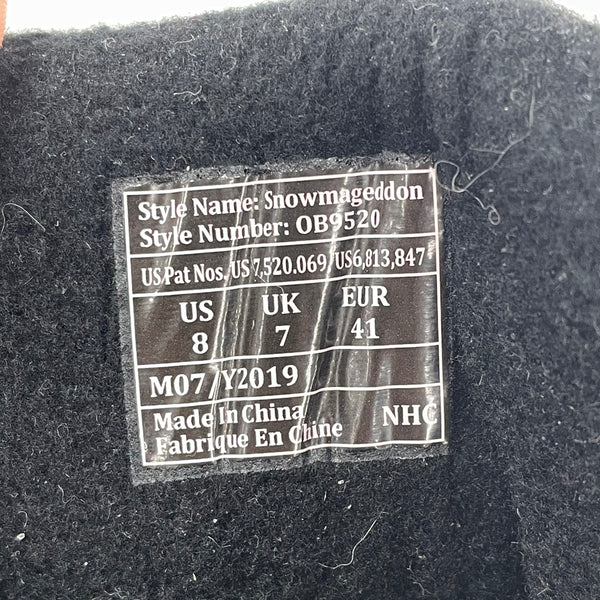 Style Name: Snowmageddon
Style Number: OB9520
US Pat Nos. US 7,520.069/US6,813,847
US UK EUR
8 7 41
M07/Y2019
Made In China
Fabrique En Chine NHC